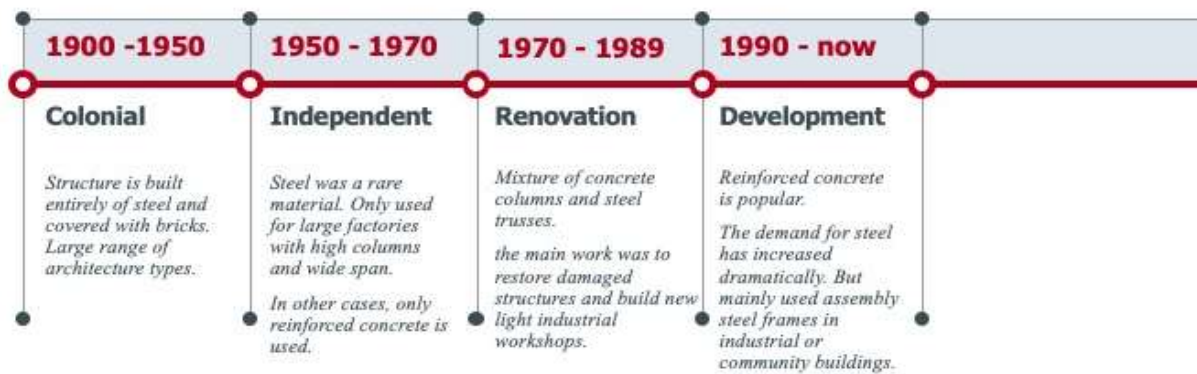 1900 -1950
Colonial
Structure is built
entirely of steel and
covered with bricks.
Large range of
architecture types.
1950 - 1970
Independent
Steel was a rare
material. Only used
for large factories
with high columns
and wide span.
In other cases, only
reinforced concrete is
used.
1970 - 1989
Renovation
Mixture of concrete
columns and steel
trusses.
the main work was to
restore damaged
structures and build new
light industrial
workshops.
1990 - now
Development
Reinforced concrete
is popular.
The demand for steel
has increased
dramatically. But
mainly used assembly
steel frames in
industrial or
community buildings.